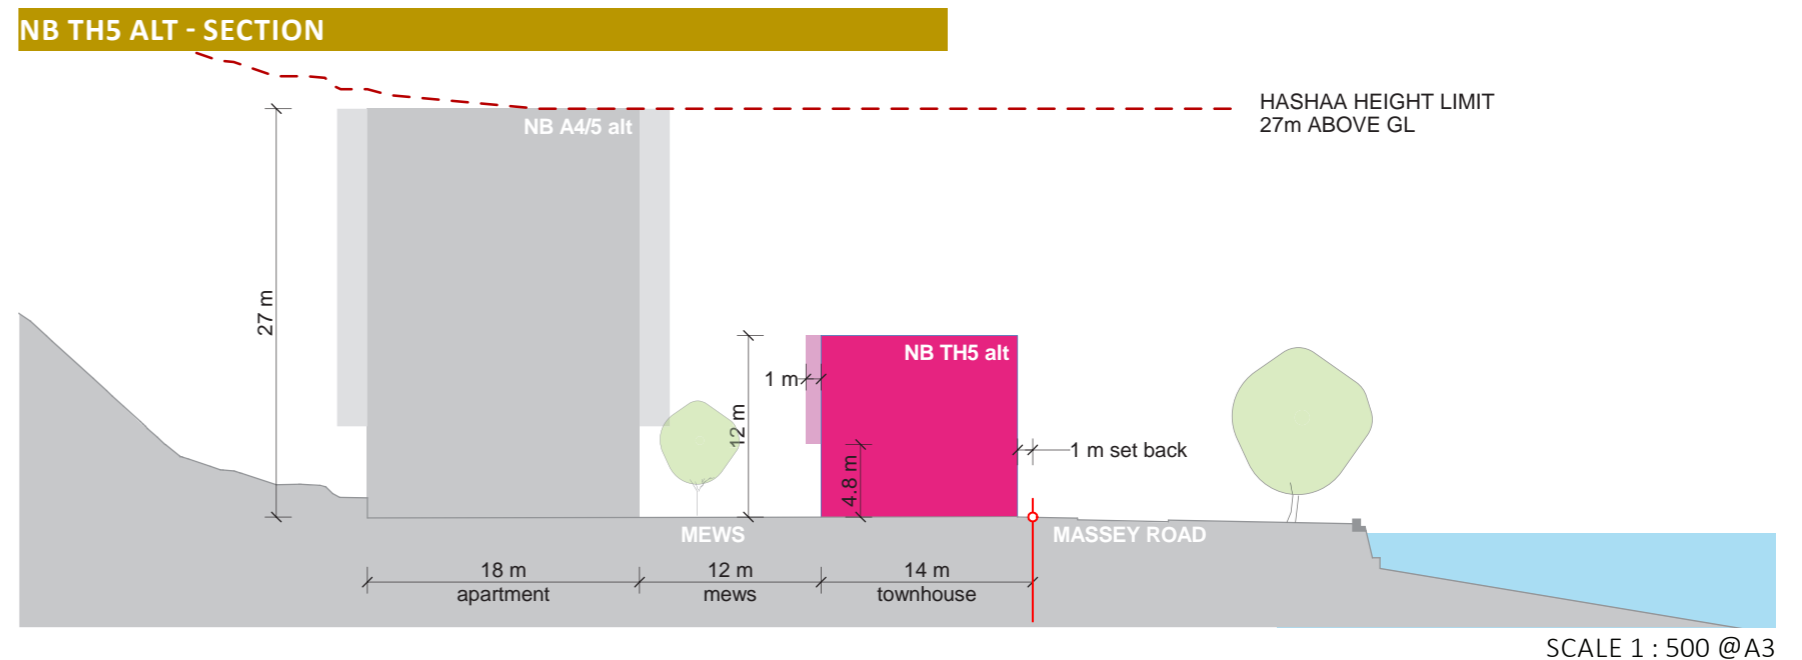 NB TH5 ALT - SECTION
HASHAA HEIGHT LIMIT
27m ABOVE GL
NB A4/5 alt
27 m
NB TH5 alt
1 m
12 m
4.8 m
1 m set back
MEWS
MASSEY ROAD
18 m
apartment
12 m
mews
14 m
townhouse
SCALE 1 : 500 @A3